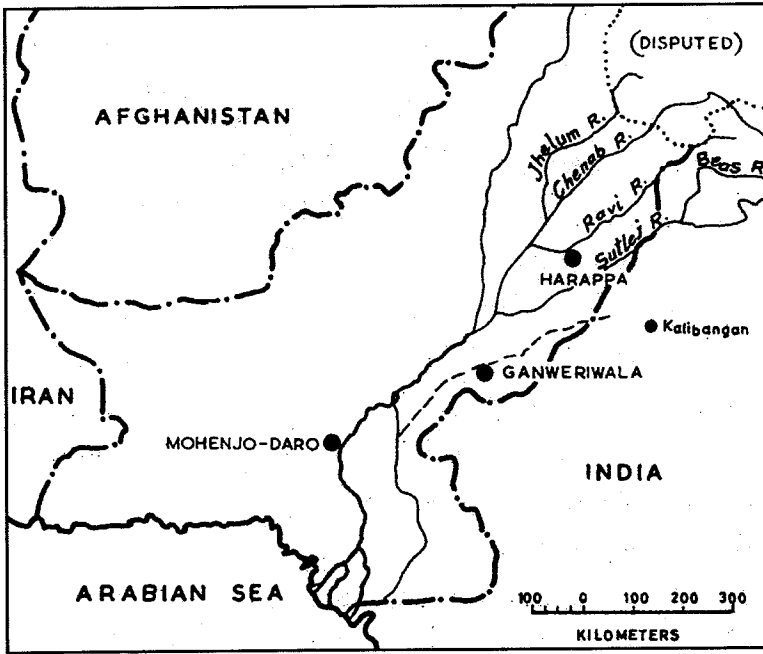 (DISPUTED)
AFGHANISTAN
Jhelum R.
Chenab R.
Beas R
Ravi R.
Sutlej R.
HARAPPA
Kalibangan
GANWERIWALA
IRAN
MOHENJO-DARO
INDIA
ARABIAN SEA
100 0 100 200 300
KILOMETERS